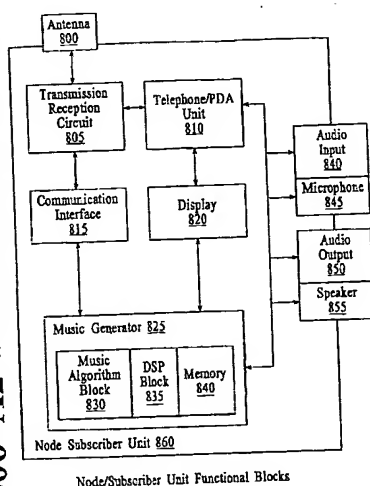 Antenna
800
Transmission
Reception
Circuit
805
Telephone/PDA
Unit
810
Audio
Input
840
Microphone
845
Communication
Interface
815
Display
820
Audio
Output
850
Speaker
855
Music Generator 825
Music
Algorithm
Block
830
DSP
Block
835
Memory
840
Node Subscriber Unit 860
Node/Subscriber Unit Functional Blocks